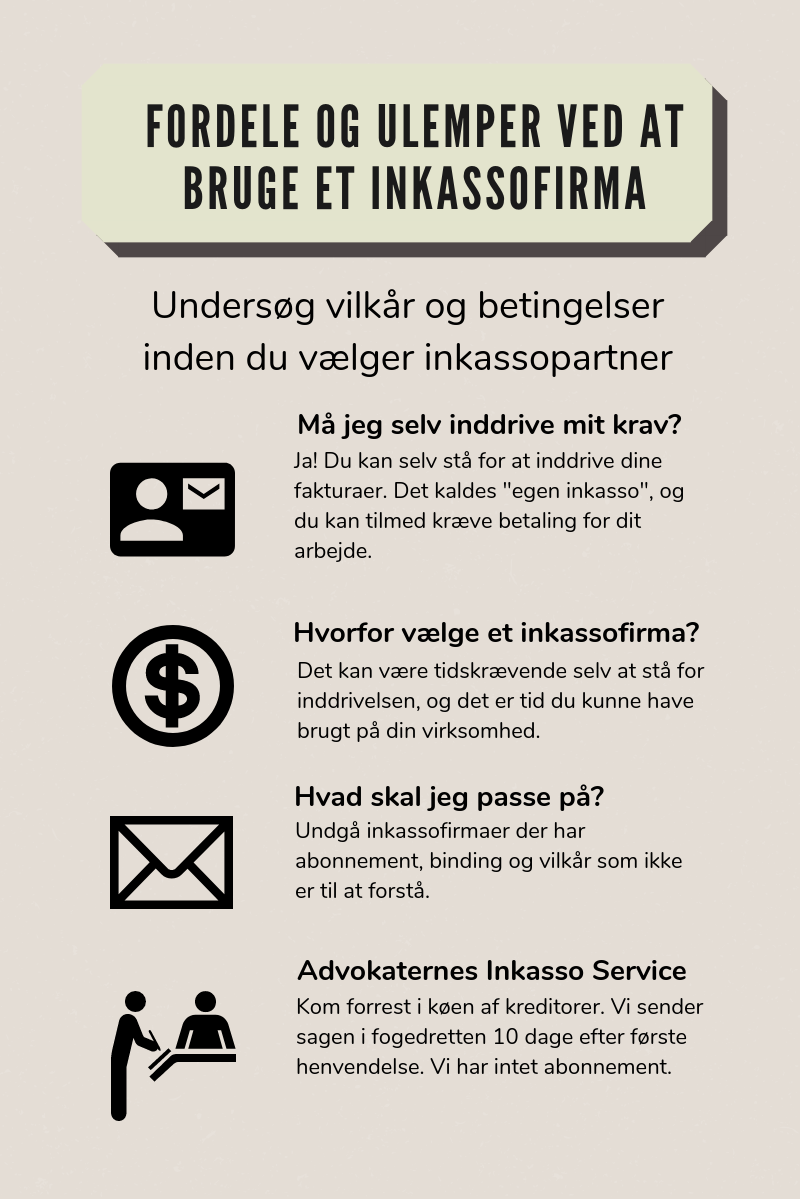 FORDELE OG ULEMPER VED AT
BRUGE ET INKASSOFIRMA
Undersøg vilkår og betingelser
inden du vælger inkassopartner
Må jeg selv inddrive mit krav?
Ja! Du kan selv stå for at inddrive dine
fakturaer. Det kaldes "egen inkasso", og
du kan tilmed kræve betaling for dit
arbejde.
Hvorfor vælge et inkassofirma?
Det kan være tidskrævende selv at stå for
inddrivelsen, og det er tid du kunne have
brugt på din virksomhed.
Hvad skal jeg passe på?
Undgå inkassofirmaer der har
abonnement, binding og vilkår som ikke
er til at forstå.
Advokaternes Inkasso Service
Kom forrest i køen af kreditorer. Vi sender
sagen i fogedretten 10 dage efter første
henvendelse. Vi har intet abonnement.